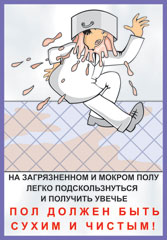 НА ЗАГРЯЗНЕННОМ И МОКРОМ ПОЛУ
ЛЕГКО ПОДСКОЛЬЗНУТЬСЯ
И ПОЛУЧИТЬ УВЕЧЬЕ
ПОЛ ДОЛЖЕН БЫТЬ
СУХИМ И ЧИСТЫМ!